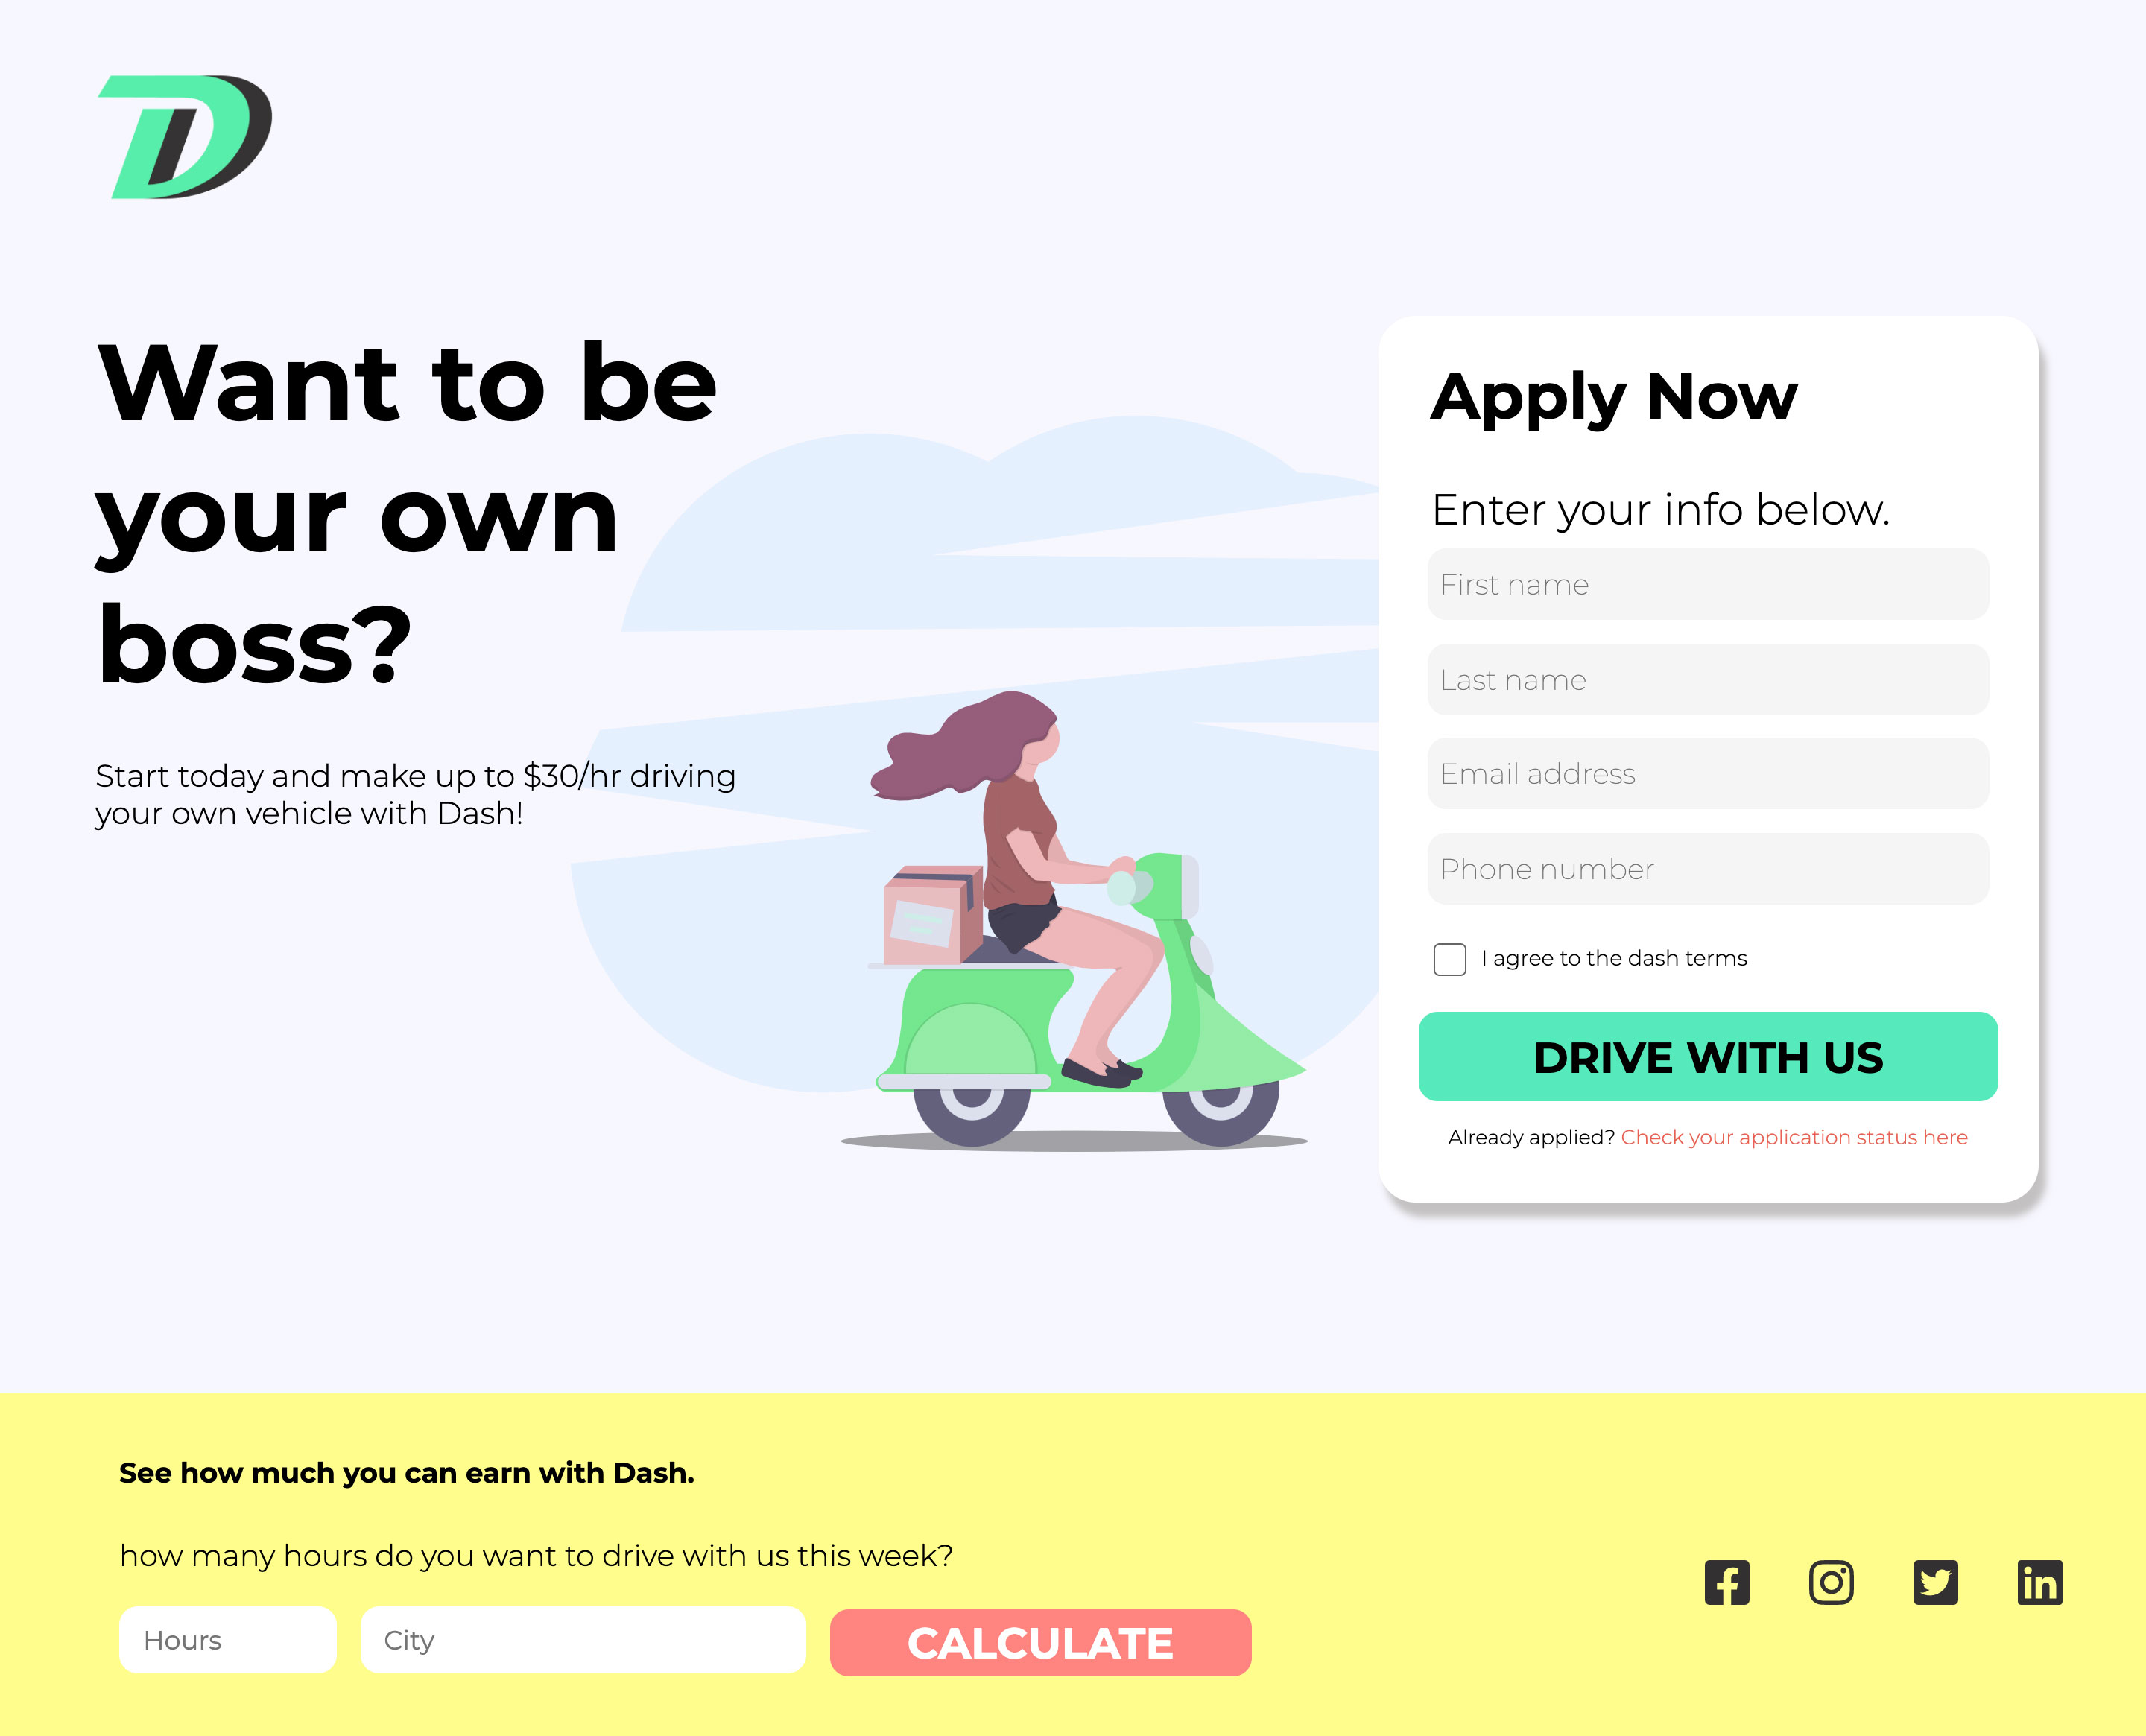 Want to be
your own
boss?
Start today and make up to $30/hr driving
your own vehicle with Dash!
Apply Now
Enter your info below.
First name
Last name
Email address
Phone number
I agree to the dash terms
DRIVE WITH US
Already applied? Check your application status here
See how much you can earn with Dash.
how many hours do you want to drive with us this week?
Hours
City
CALCULATE